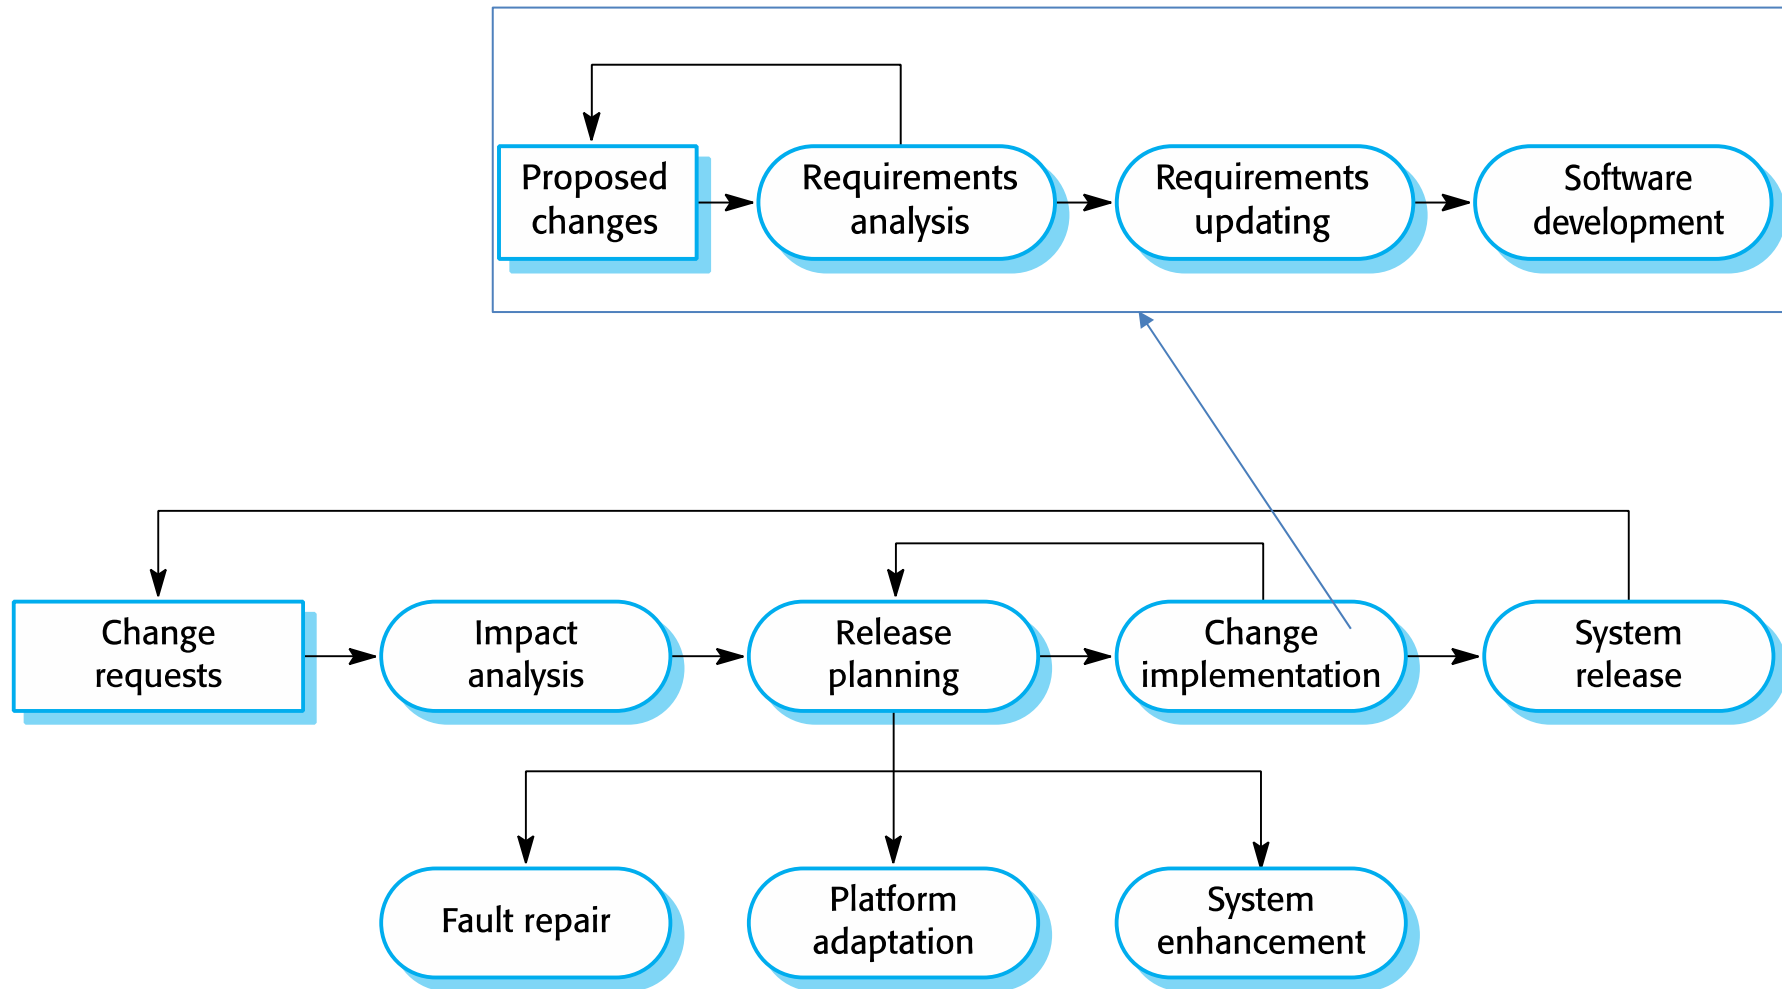 Proposed
changes
Requirements
analysis
Requirements
updating
Software
development
Change
requests
Impact
analysis
Release
planning
Change
implementation
System
release
Fault repair
Platform
adaptation
System
enhancement